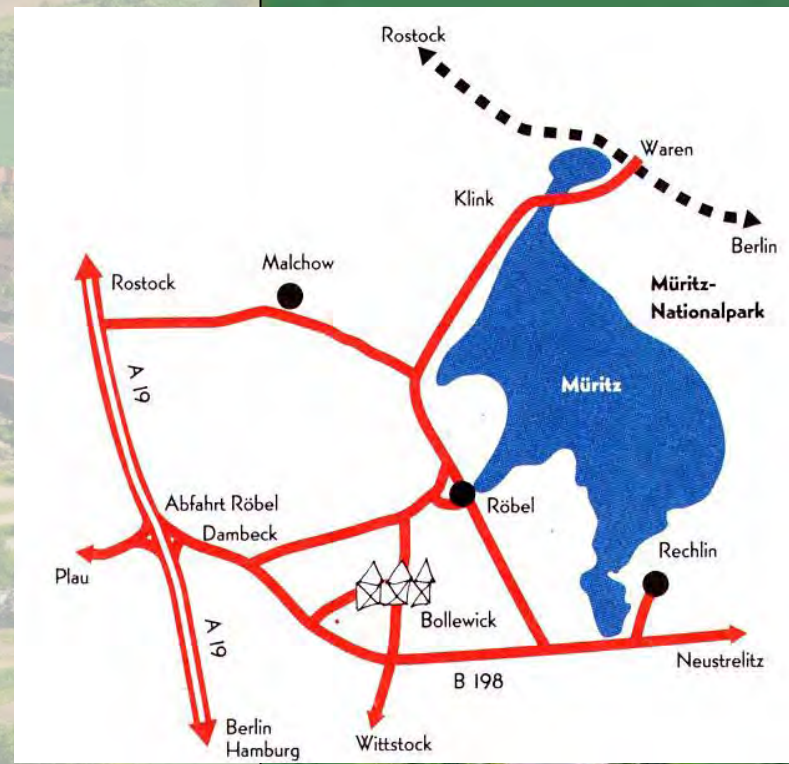 Rostock
Waren
Klink
Berlin
Malchow
Rostock
Müritz-
Nationalpark
A 19
Müritz
Abfahrt Röbel
Dambeck
Röbel
Plau
Rechlin
A 19
Bollewick
Neustrelitz
B 198
Berlin
Hamburg
Wittstock